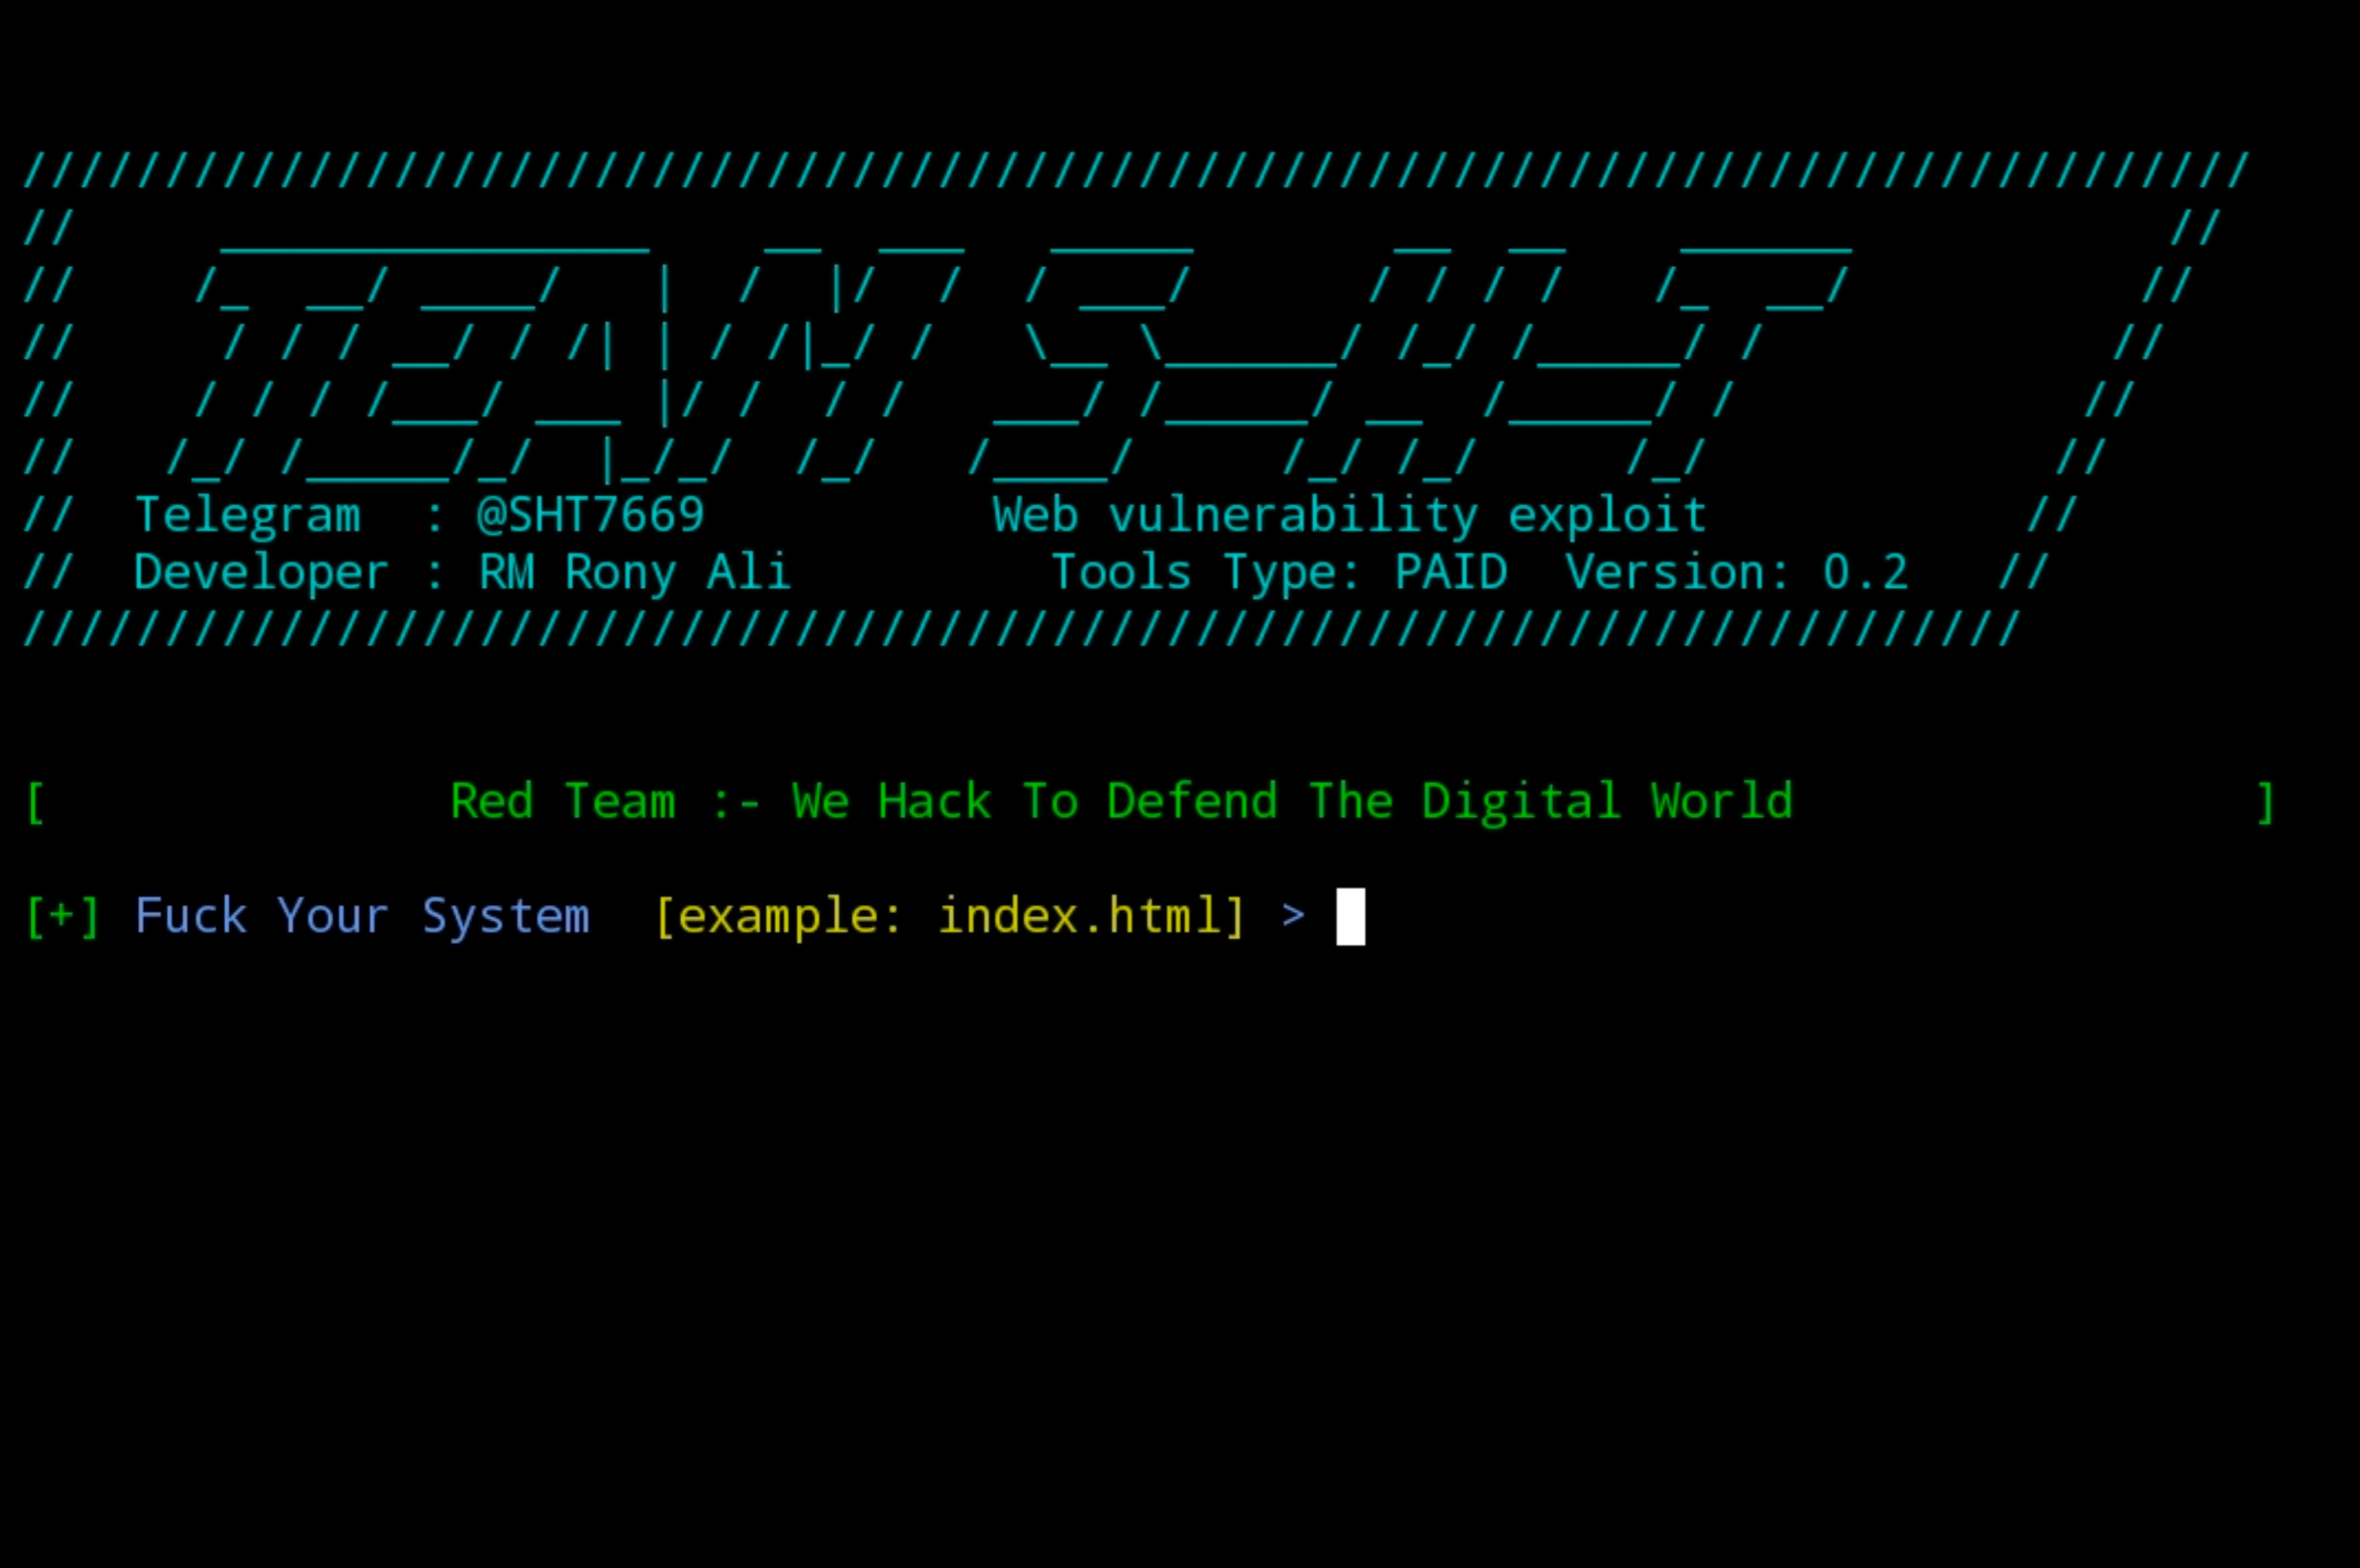 TEAM S-H-T
Telegram : @SHT7669 Web vulnerability exploit
Developer : RM Rony Ali Tools Type: PAID Version: 0.2
[ Red Team :- We Hack To Defend The Digital World ]
[+] Fuck Your System [example: index.html] >